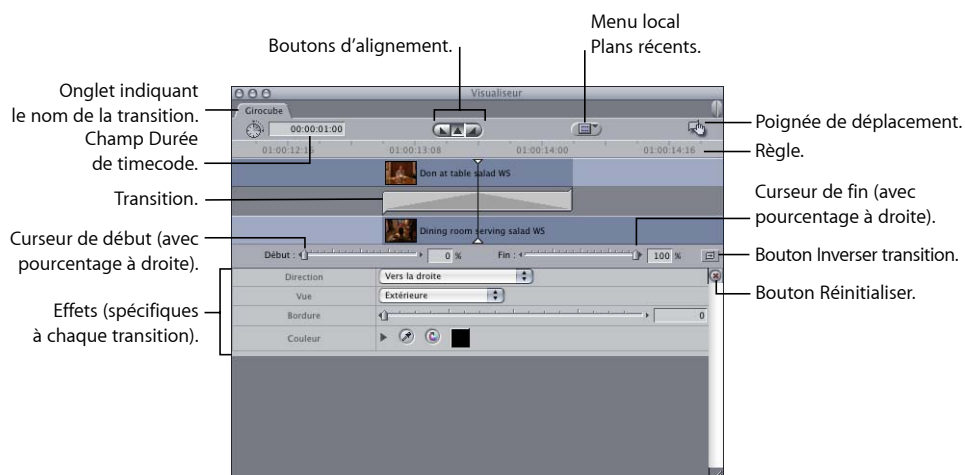 Menu local
Plans récents.
Boutons d'alignement.
Onglet indiquant
le nom de la transition.
Champ Durée
de timecode.
Transition.
Curseur de début (avec
pourcentage à droite).
Effets (spécifiques
à chaque transition).
Visualiseur
Girocube
00:00:01:00
01:00:12:16 01:00:13:08 01:00:14:00 01:00:14:16
Don at table salad WS
Dining room serving salad WS
Début : 0 % Fin : 100 %
Direction Vers la droite
Vue Extérieure
Bordure 0
Couleur
Poignée de déplacement.
Règle.
Curseur de fin (avec
pourcentage à droite).
Bouton Inverser transition.
Bouton Réinitialiser.